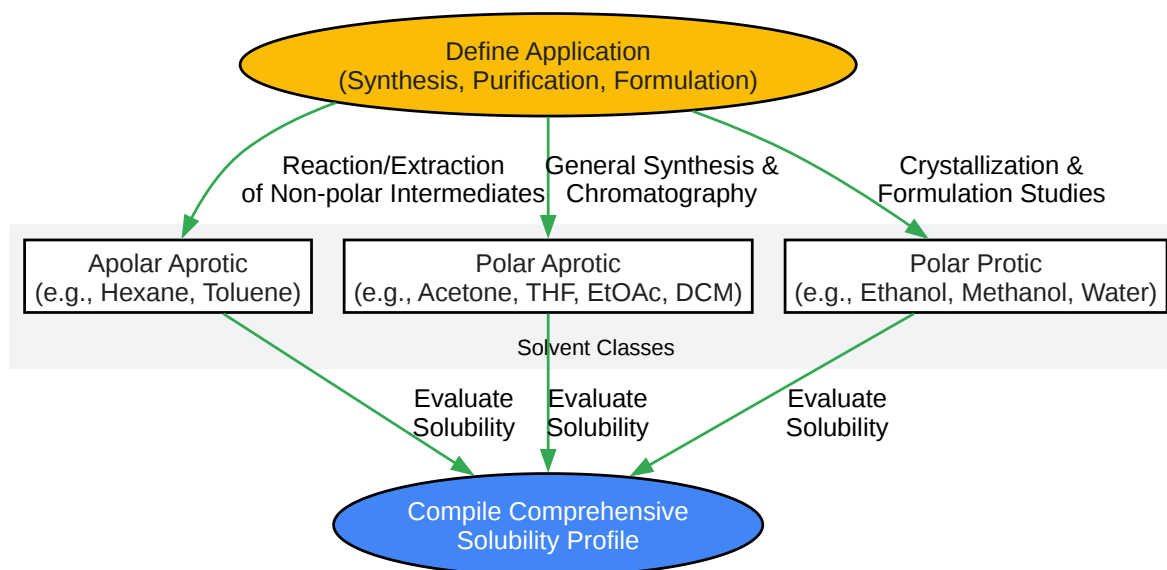 Define Application
(Synthesis, Purification, Formulation)
Reaction/Extraction
of Non-polar Intermediates
General Synthesis &
Chromatography
Crystallization &
Formulation Studies
Apolar Aprotic
(e.g., Hexane, Toluene)
Polar Aprotic
(e.g., Acetone, THF, EtOAc, DCM)
Polar Protic
(e.g., Ethanol, Methanol, Water)
Solvent Classes
Evaluate
Solubility
Evaluate
Solubility
Evaluate
Solubility
Compile Comprehensive
Solubility Profile